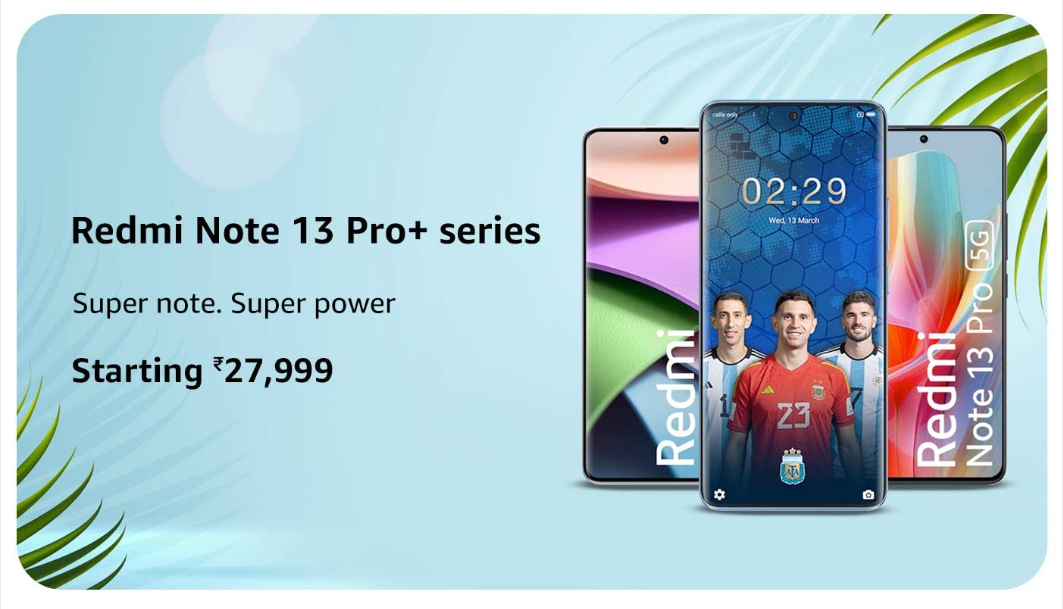 Redmi Note 13 Pro+ series
Super note. Super power
Starting ₹27,999
Redmi
calls only
02:29
Wed, 13 March
23
AFA
Redmi
Note 13 Pro 5G